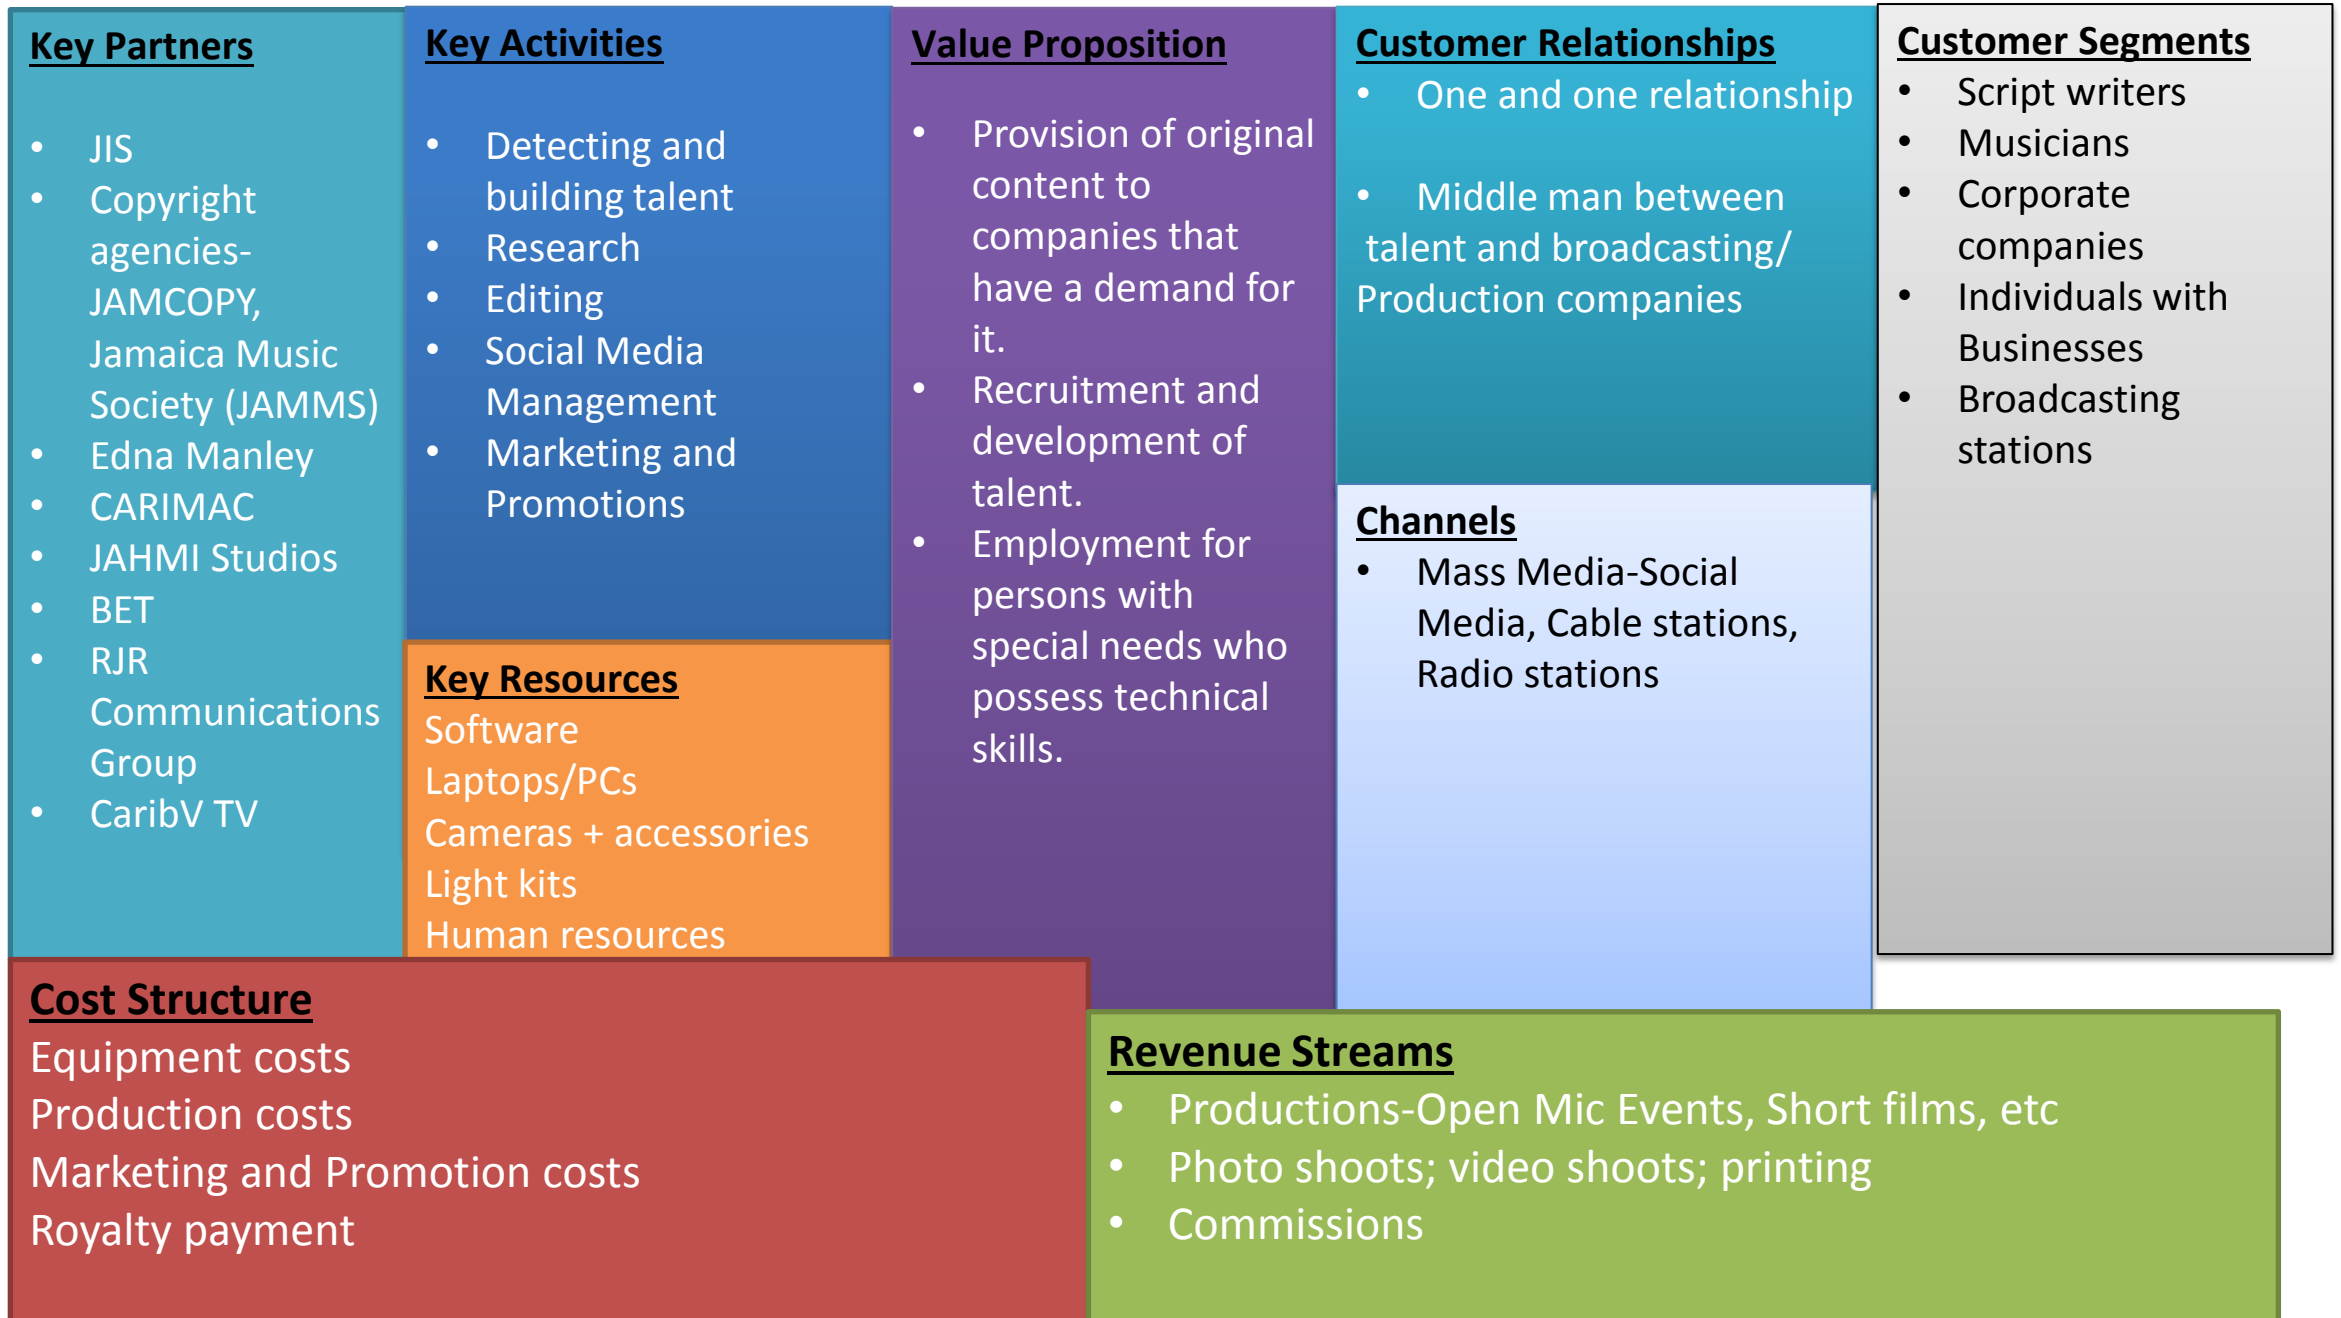 Key Partners
• JIS
• Copyright
agencies-
JAMCOPY,
Jamaica Music
Society (JAMMS)
• Edna Manley
• CARIMAC
• JAHMI Studios
• BET
• RJR
Communications
Group
• CaribV TV
Key Activities
• Detecting and
building talent
• Research
• Editing
• Social Media
Management
• Marketing and
Promotions
Key Resources
Software
Laptops/PCs
Cameras + accessories
Light kits
Human resources
Value Proposition
• Provision of original
content to
companies that
have a demand for
it.
• Recruitment and
development of
talent.
• Employment for
persons with
special needs who
possess technical
skills.
Customer Relationships
• One and one relationship
• Middle man between
talent and broadcasting/
Production companies
Channels
• Mass Media-Social
Media, Cable stations,
Radio stations
Customer Segments
• Script writers
• Musicians
• Corporate
companies
• Individuals with
Businesses
• Broadcasting
stations
Cost Structure
Equipment costs
Production costs
Marketing and Promotion costs
Royalty payment
Revenue Streams
• Productions-Open Mic Events, Short films, etc
• Photo shoots; video shoots; printing
• Commissions